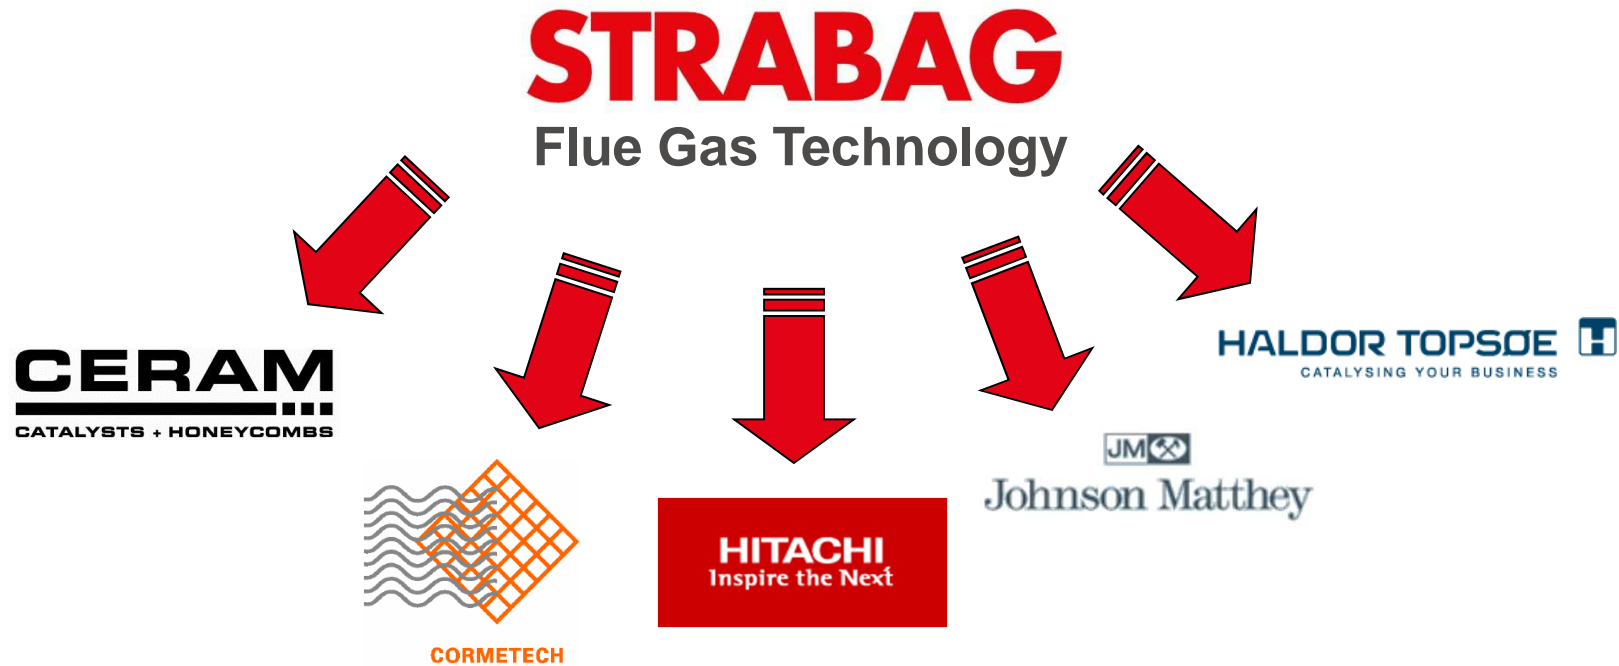 STRABAG
Flue Gas Technology
CERAM
CATALYSTS + HONEYCOMBS
CORMETECH
HITACHI
Inspire the Next
JM
Johnson Matthey
HALDOR TOPSØE
CATALYSING YOUR BUSINESS